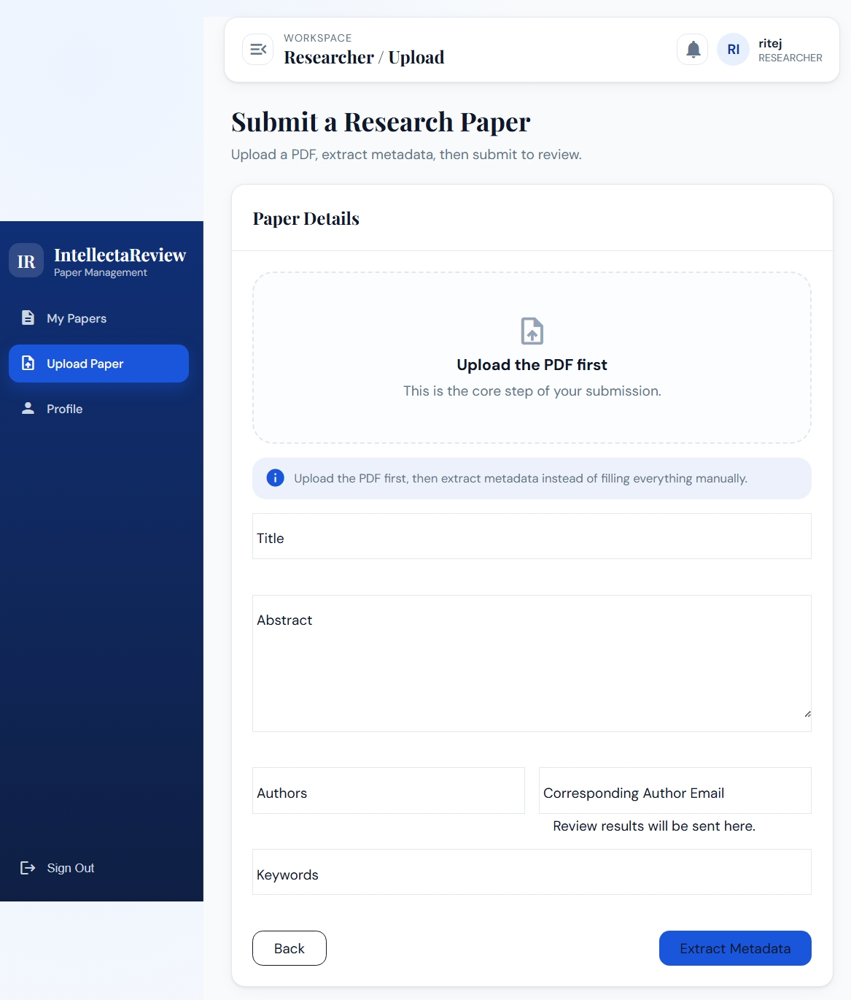 WORKSPACE
Researcher / Upload
RI
ritej
RESEARCHER
Submit a Research Paper
Upload a PDF, extract metadata, then submit to review.
IR
IntellectaReview
Paper Management
My Papers
Upload Paper
Profile
Sign Out
Paper Details
Upload the PDF first
This is the core step of your submission.
Upload the PDF first, then extract metadata instead of filling everything manually.
Title
Abstract
Authors
Corresponding Author Email
Review results will be sent here.
Keywords
Back
Extract Metadata